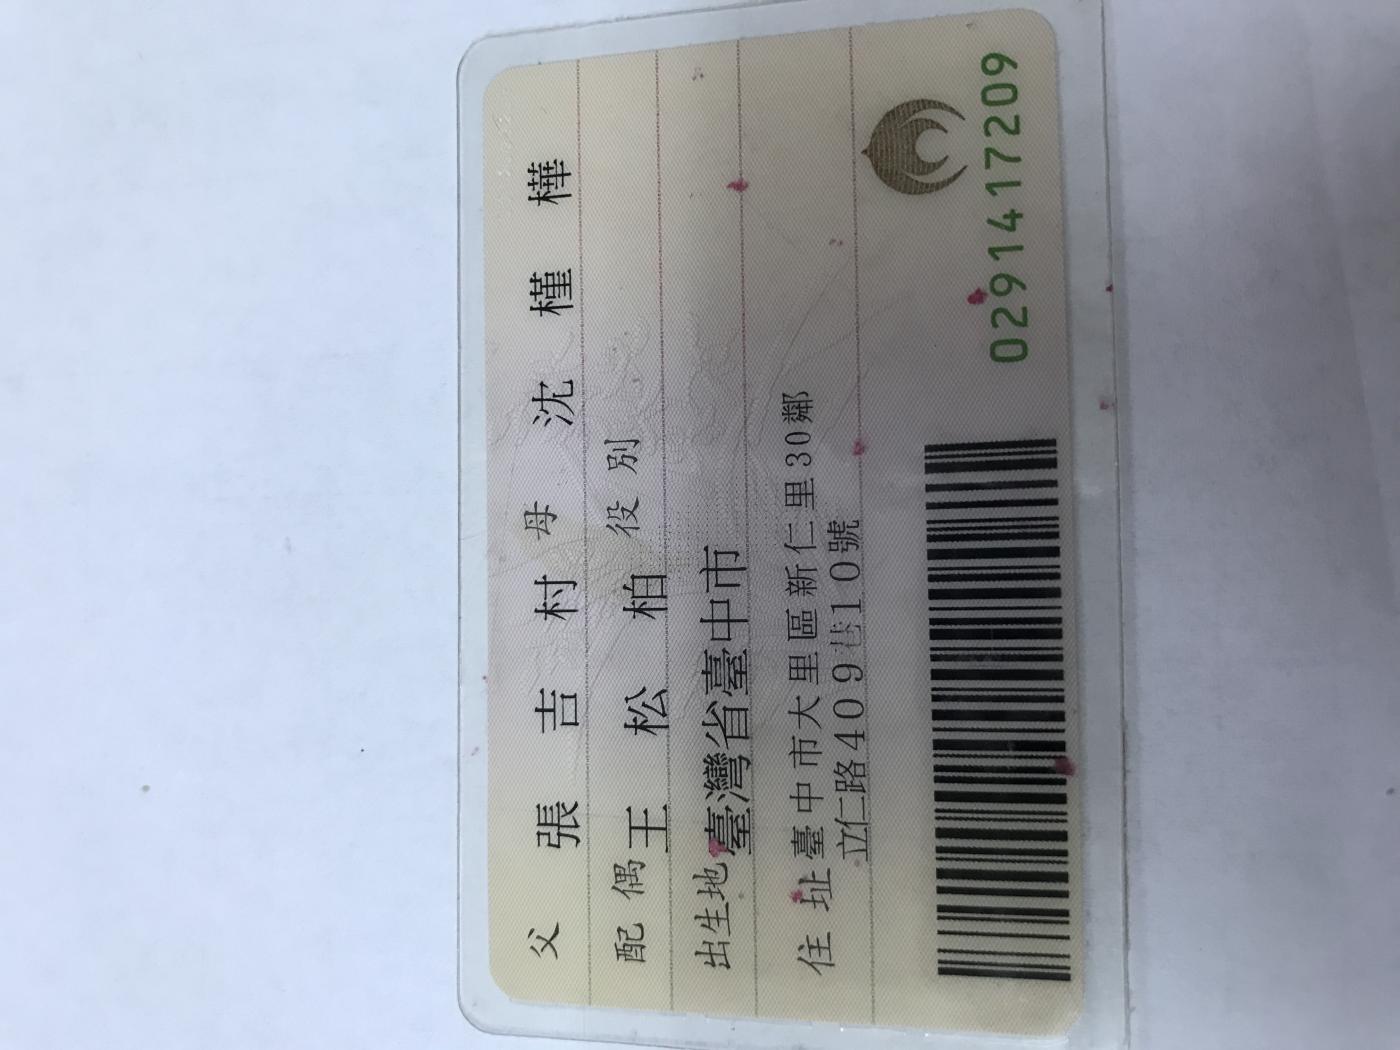 父 張吉村 母 沈槿樺
配偶 王松柏 役別
出生地 臺灣省臺中市
住址 臺中市大里區新仁里30鄰
立仁路409巷10號
0291417209